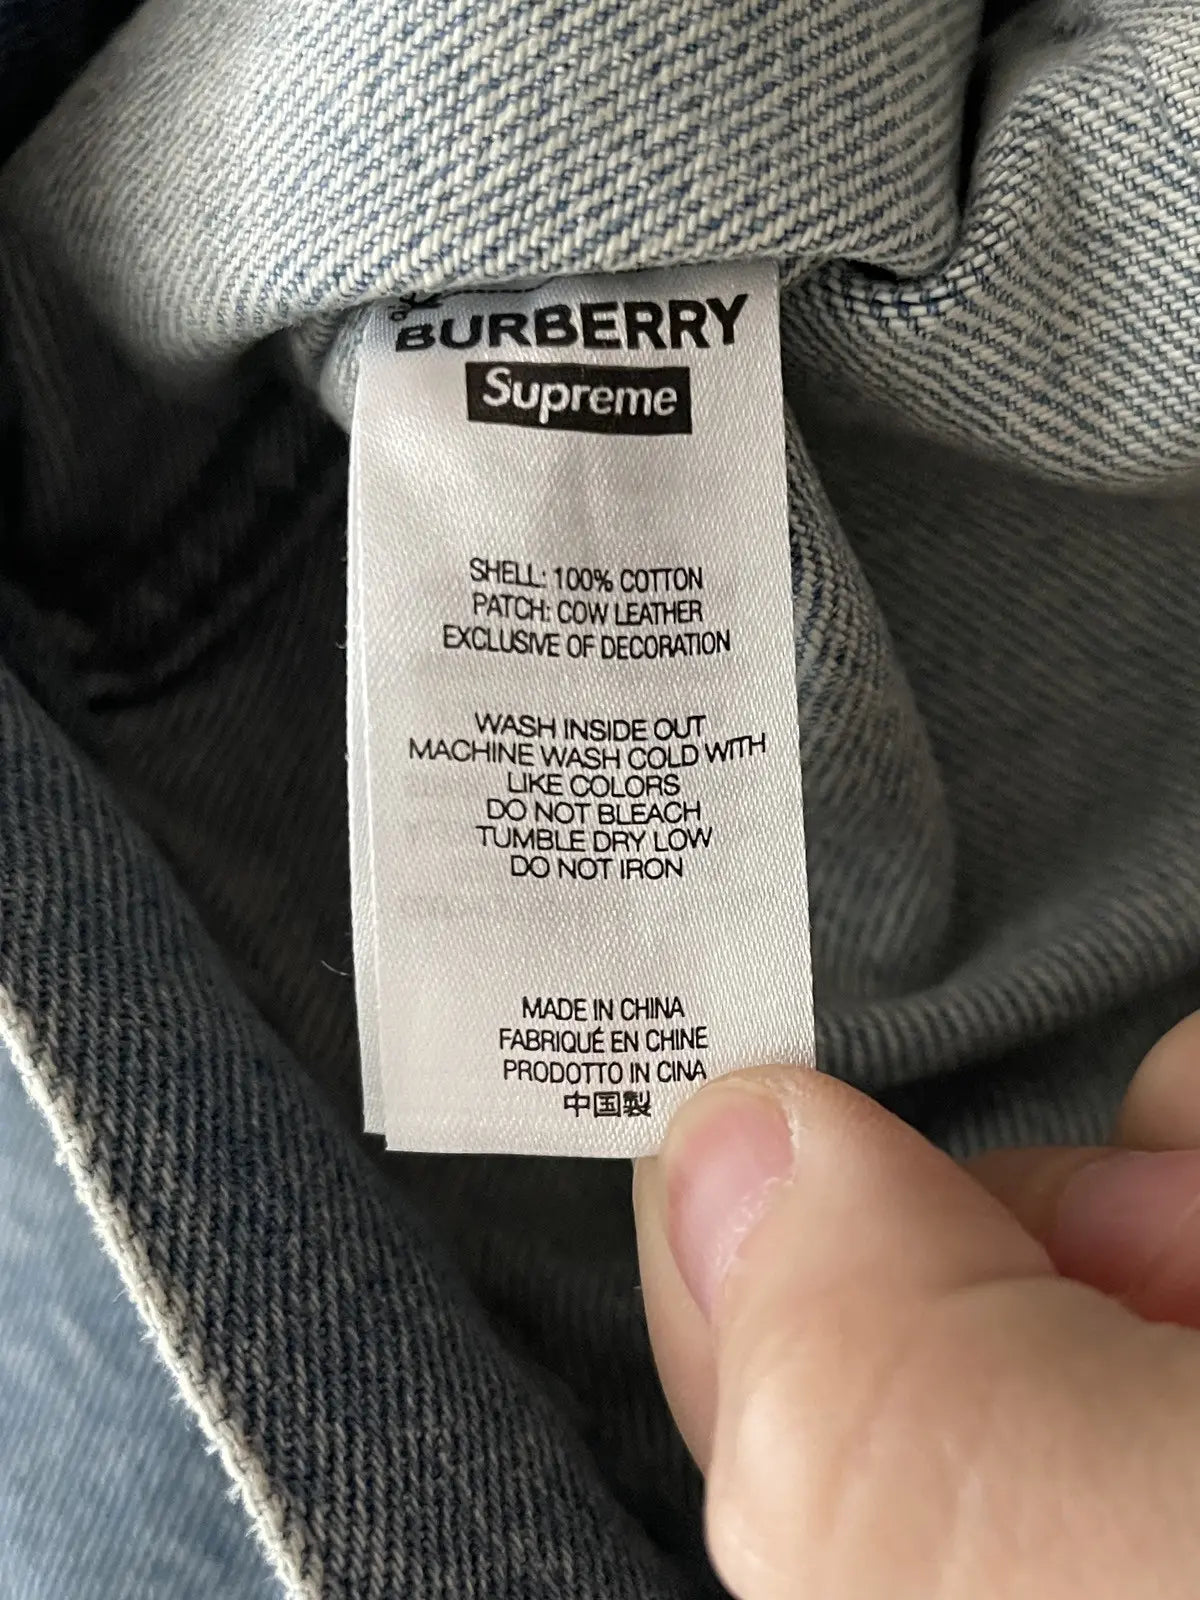 BURBERRY
Supreme
SHELL: 100% COTTON
PATCH: COW LEATHER
EXCLUSIVE OF DECORATION
WASH INSIDE OUT
MACHINE WASH COLD WITH
LIKE COLORS
DO NOT BLEACH
TUMBLE DRY LOW
DO NOT IRON
MADE IN CHINA
FABRIQUÉ EN CHINE
PRODOTTO IN CINA
中国製